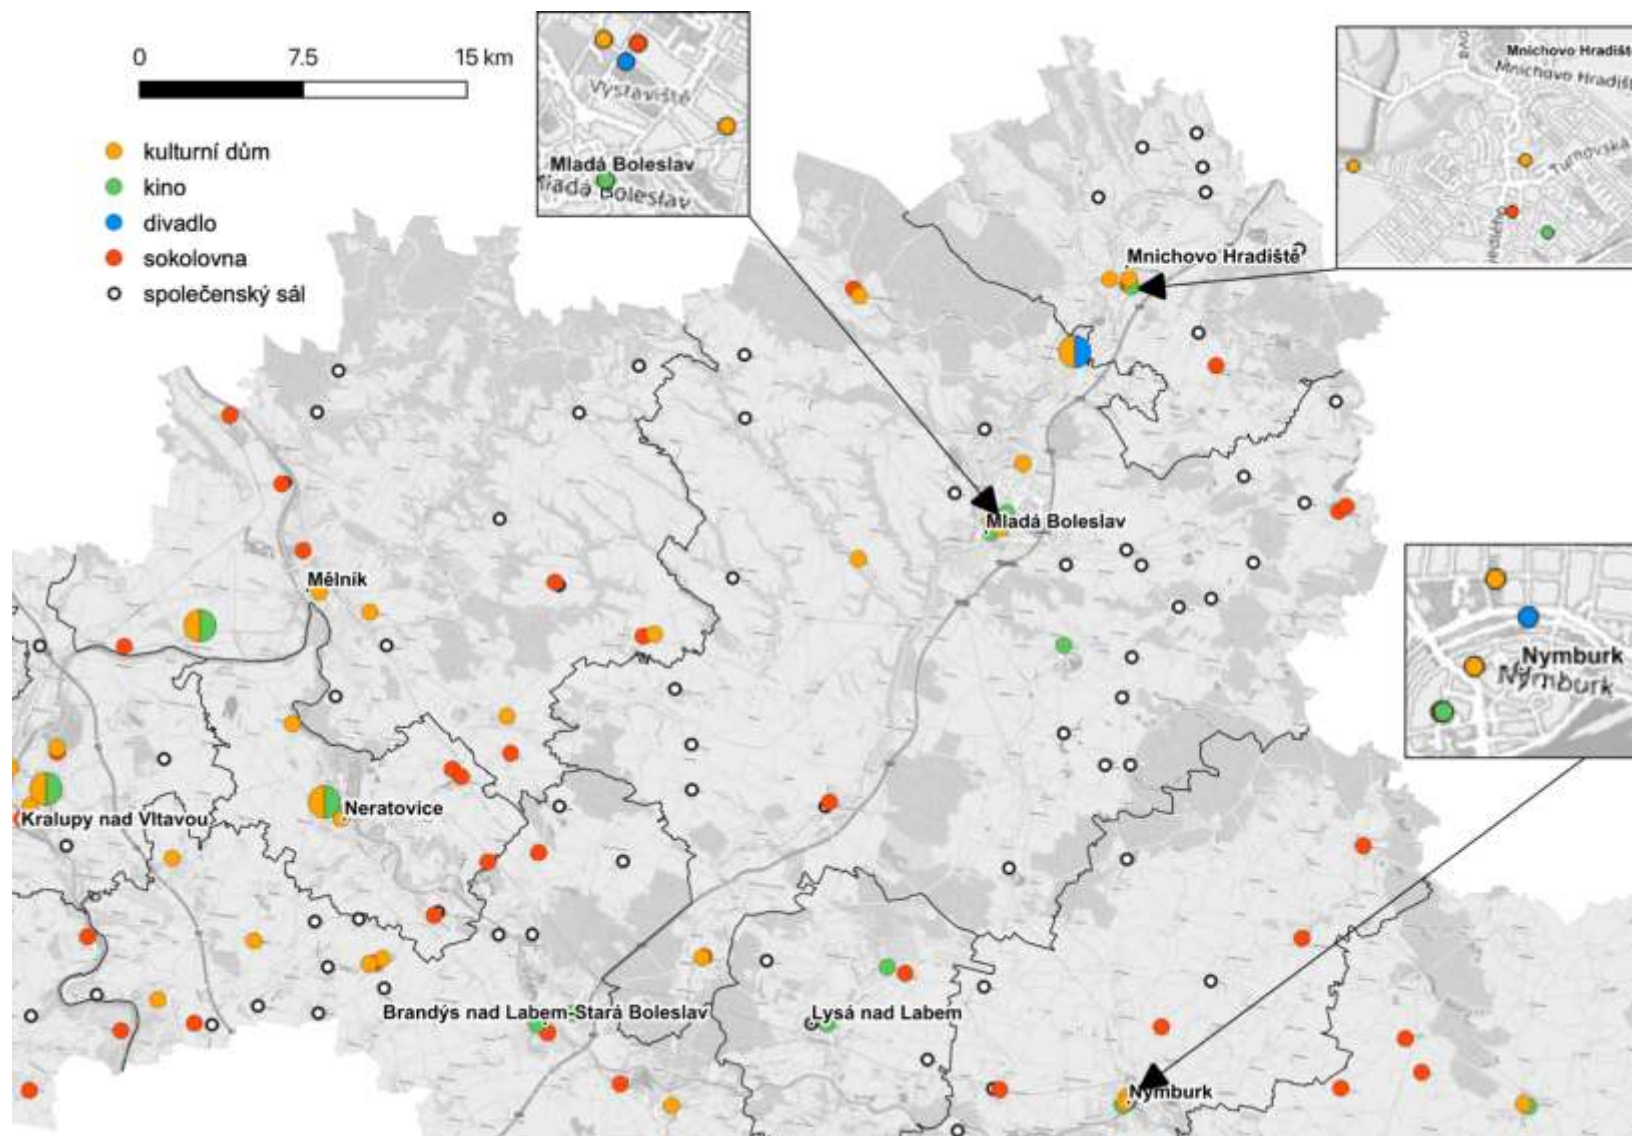 0 7.5 15 km
kulturní dům
kino
divadlo
sokolovna
společenský sál
Výstaviště
Mladá Boleslav
Mladá Boleslav
Mnichovo Hradiště
Mnichovo Hradiště
Turnovská
Mnichovo Hradiště
Mladá Boleslav
Mělník
Nymburk
Nymburk
Neratovice
Kralupy nad Vltavou
Brandýs nad Labem-Stará Boleslav
Lysá nad Labem
Nymburk